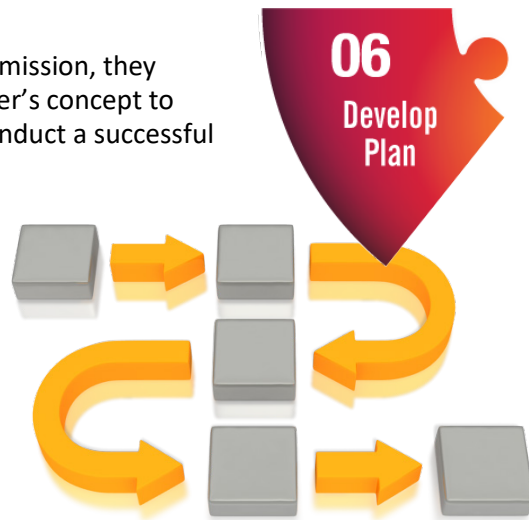 mission, they
er’s concept to
nduct a successful
06
Develop
Plan